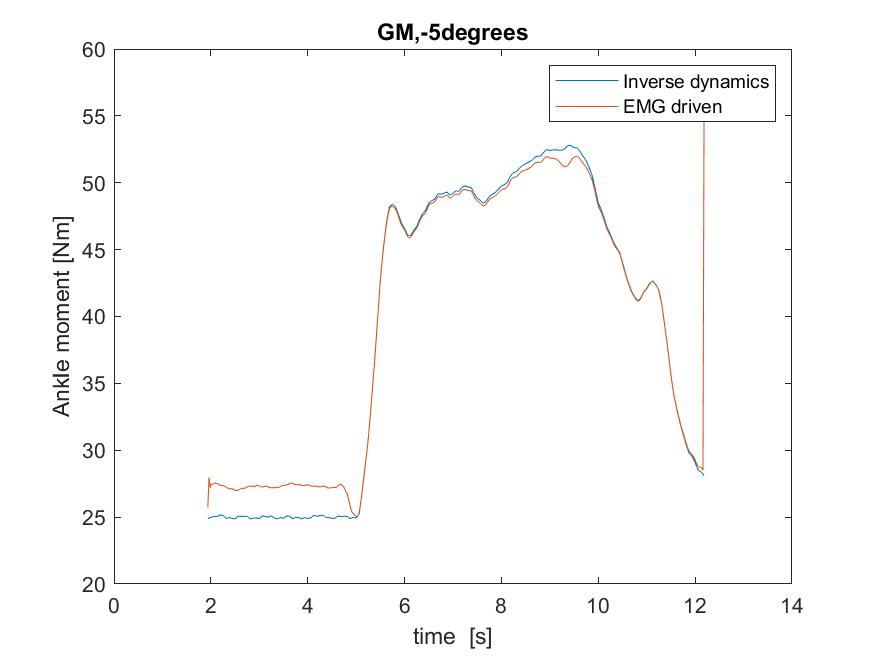 GM,-5degrees
60
55
50
45
40
35
30
25
20
Ankle moment [Nm]
Inverse dynamics
EMG driven
0 2 4 6 8 10 12 14
time [s]